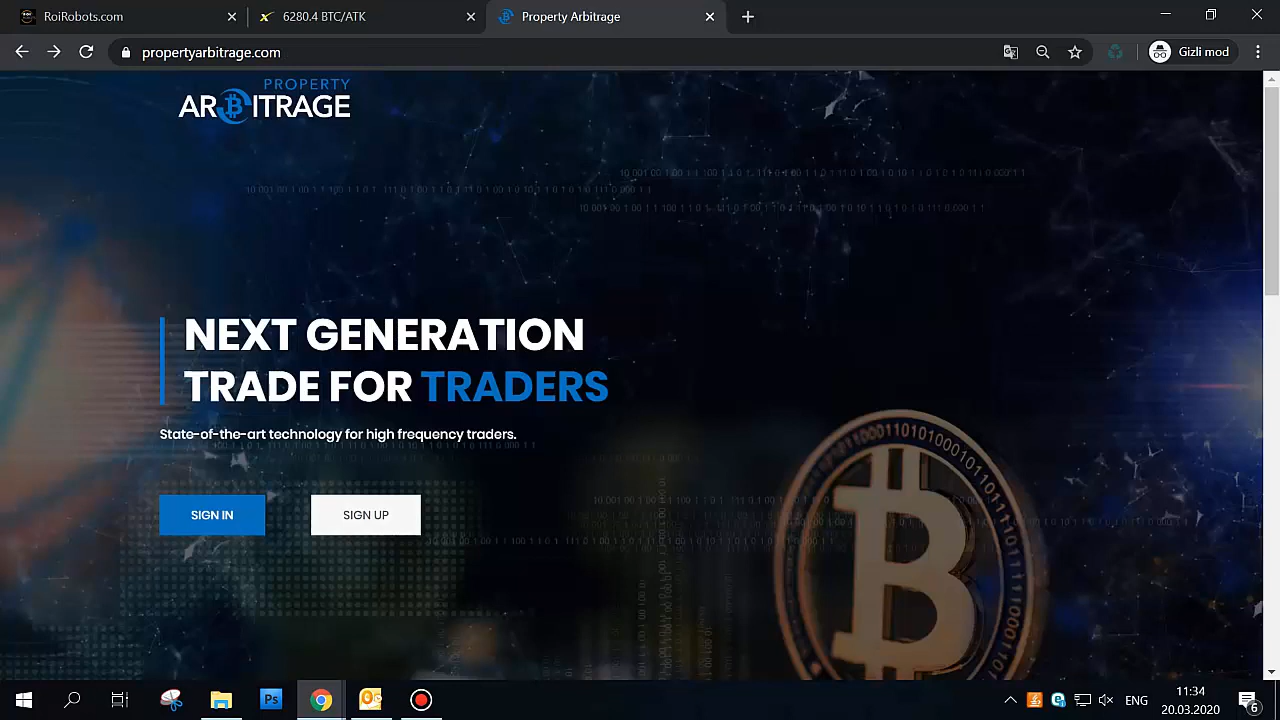 RoiRobots.com
6280.4 BTC/ATK
Property Arbitrage
propertyarbitrage.com
Gizli mod
PROPERTY
ARBITRAGE
NEXT GENERATION
TRADE FOR TRADERS
State-of-the-art technology for high frequency traders.
SIGN IN
SIGN UP
Ps
ENG
11:34
20.03.2020
6